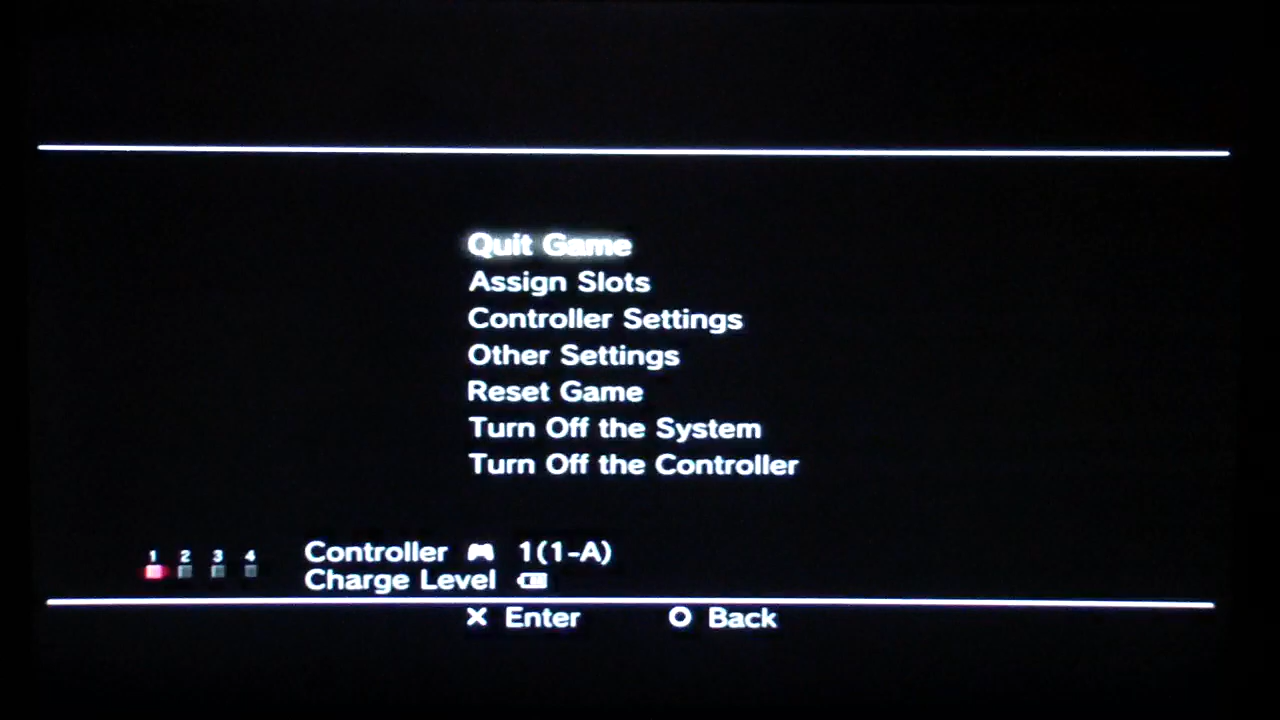 Quit Game
Assign Slots
Controller Settings
Other Settings
Reset Game
Turn Off the System
Turn Off the Controller
1 2 3 4
Controller 1(1-A)
Charge Level
X Enter O Back